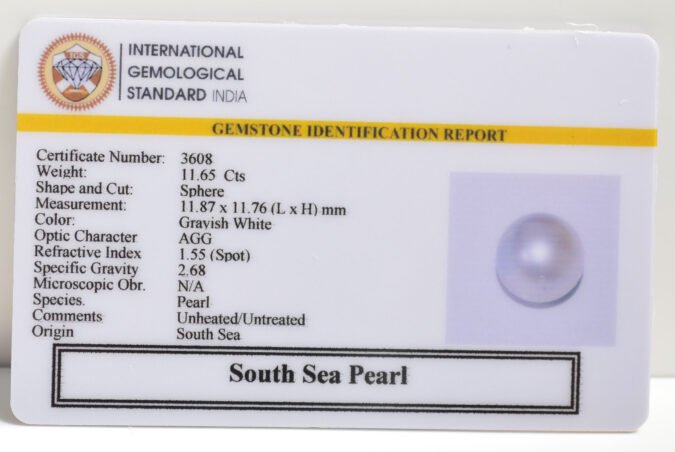 IGS
INTERNATIONAL
GEMOLOGICAL
STANDARD INDIA
GEMSTONE IDENTIFICATION REPORT
Certificate Number: 3608
Weight: 11.65 Cts
Shape and Cut: Sphere
Measurement: 11.87 x 11.76 (L x H) mm
Color: Grayish White
Optic Character AGG
Refractive Index 1.55 (Spot)
Specific Gravity 2.68
Microscopic Obr. N/A
Species. Pearl
Comments Unheated/Untreated
Origin South Sea
South Sea Pearl